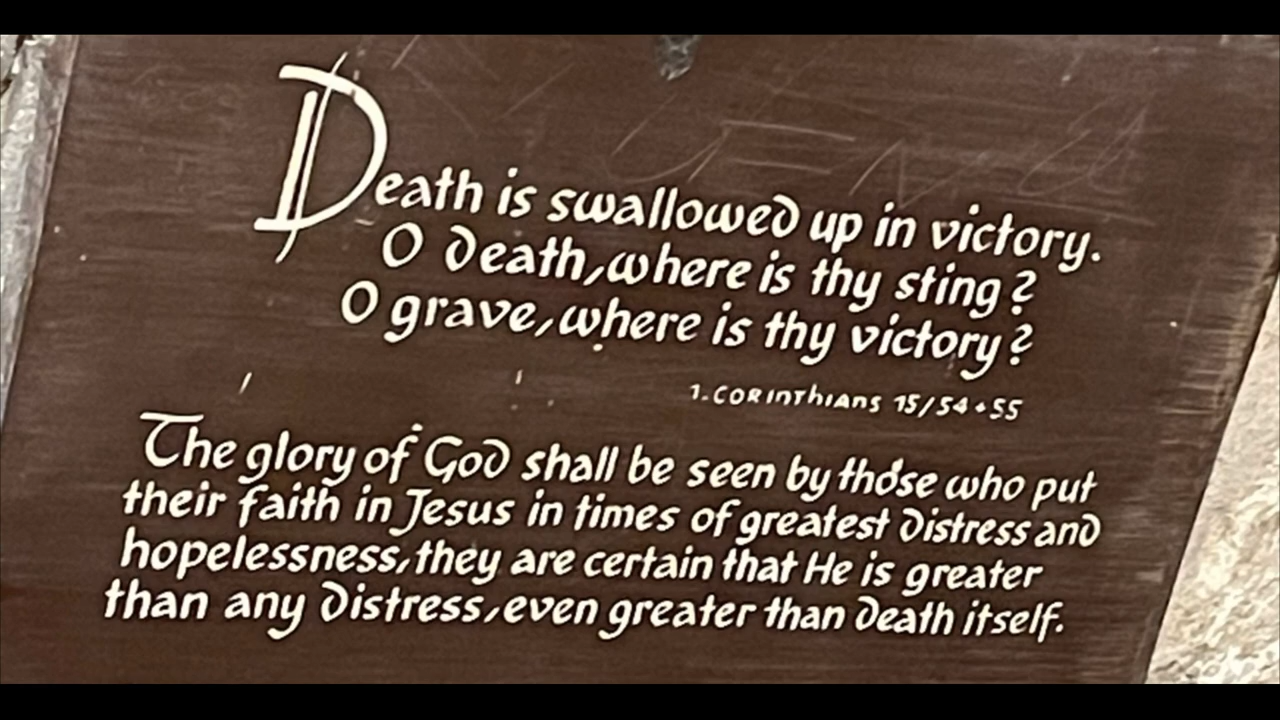 Death is swallowed up in victory.
O death, where is thy sting?
O grave, where is thy victory?
1. CORINTHIANS 15/54+55
The glory of God shall be seen by those who put
their faith in Jesus in times of greatest distress and
hopelessness, they are certain that He is greater
than any distress, even greater than death itself.